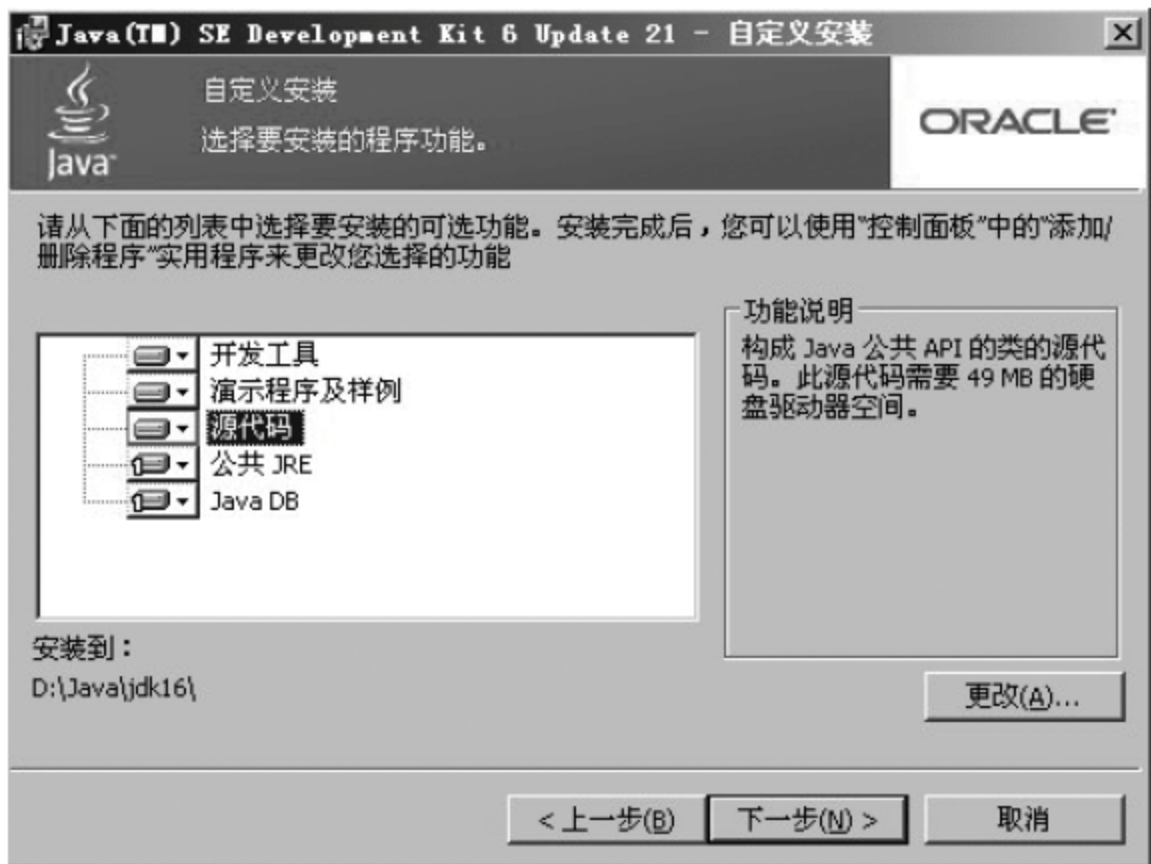 Java(TM) SE Development Kit 6 Update 21 - 自定义安装
自定义安装
选择要安装的程序功能。
Java
ORACLE
请从下面的列表中选择要安装的可选功能。安装完成后，您可以使用“控制面板”中的“添加/
删除程序”实用程序来更改您选择的功能
开发工具
演示程序及样例
源代码
公共 JRE
Java DB
功能说明
构成 Java 公共 API 的类的源代
码。此源代码需要 49 MB 的硬
盘驱动器空间。
安装到：
D:\Java\jdk16\
更改(A)...
< 上一步(B)
下一步(N) >
取消